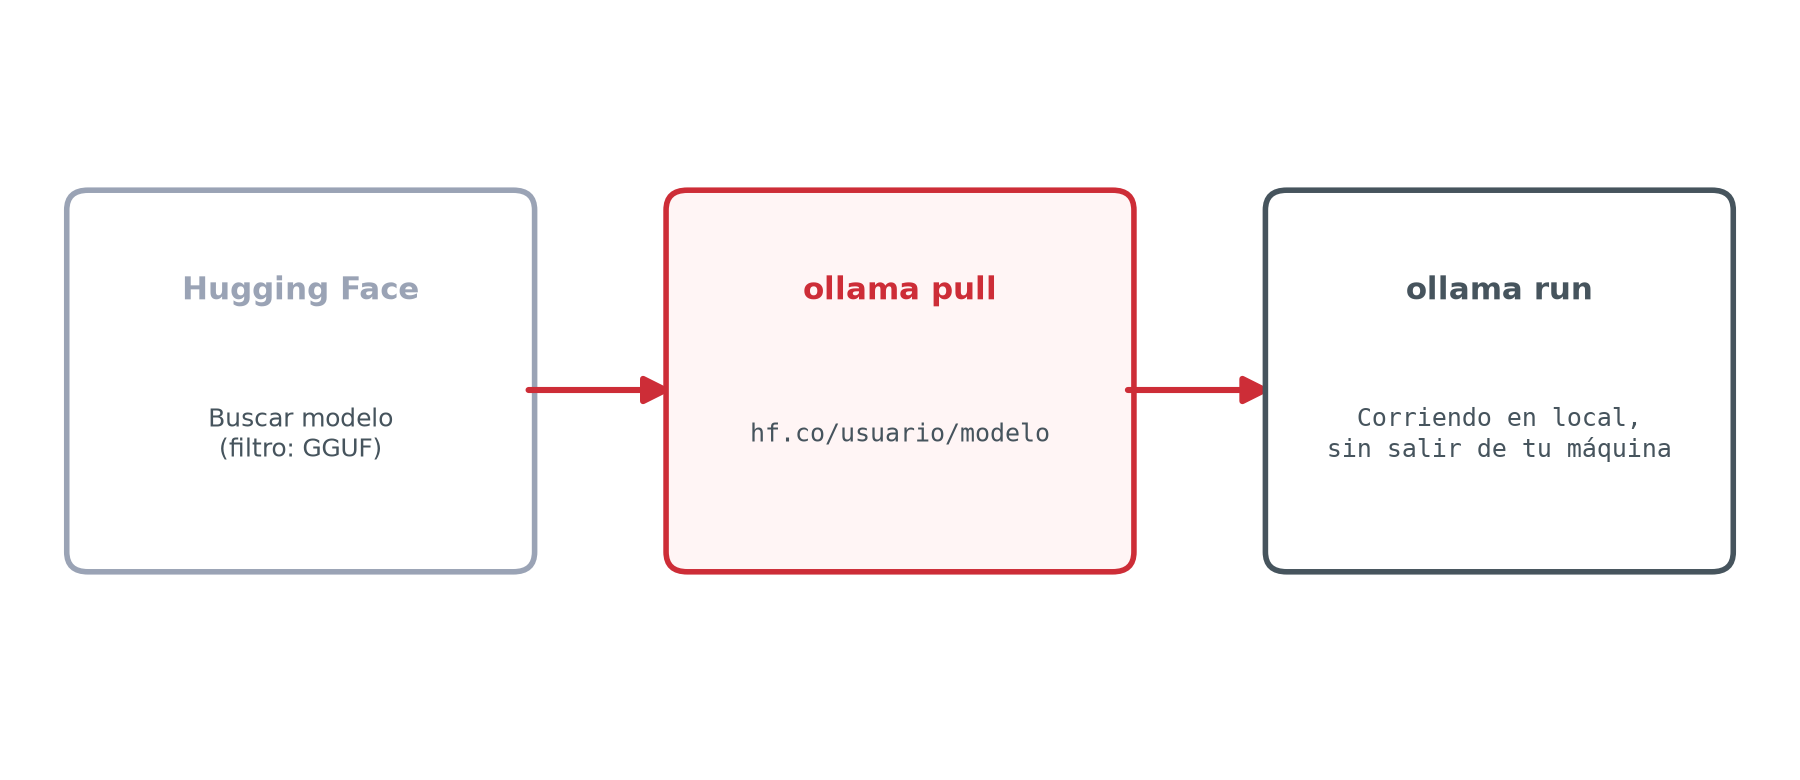 Hugging Face
Buscar modelo
(filtro: GGUF)
ollama pull
hf.co/usuario/modelo
ollama run
Corriendo en local,
sin salir de tu máquina